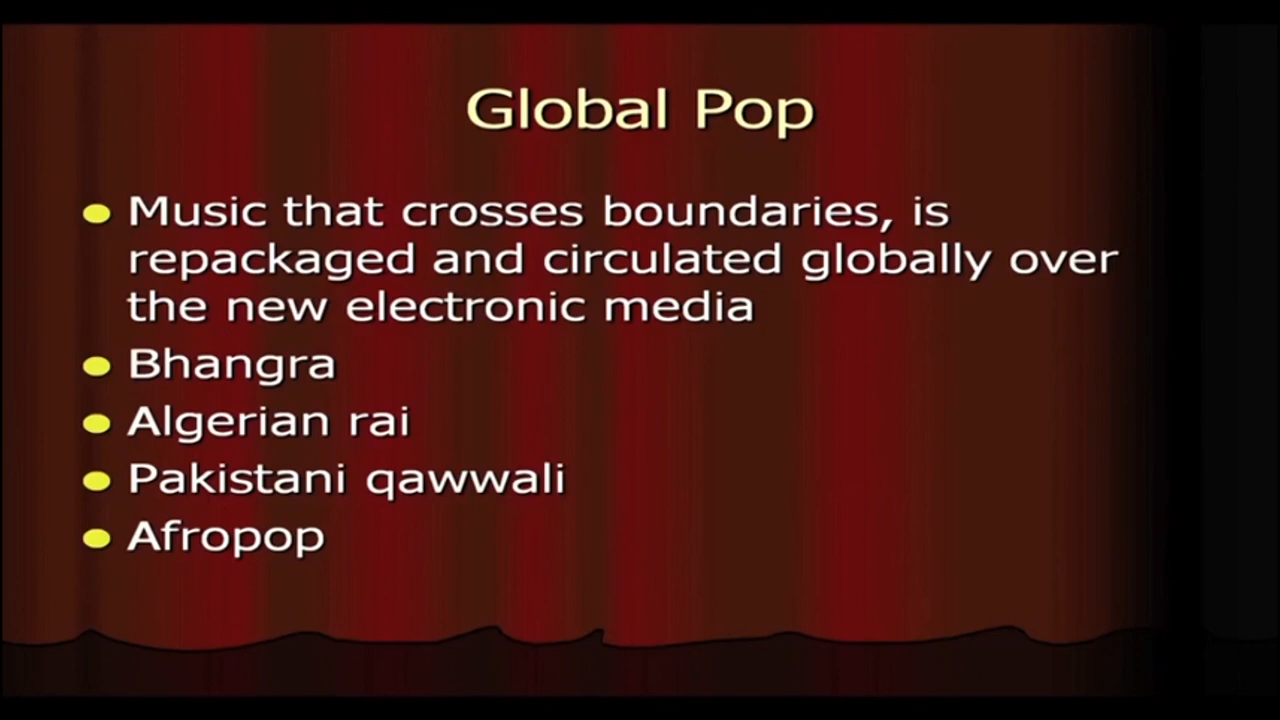 Global Pop
Music that crosses boundaries, is
repackaged and circulated globally over
the new electronic media
Bhangra
Algerian rai
Pakistani qawwali
Afropop